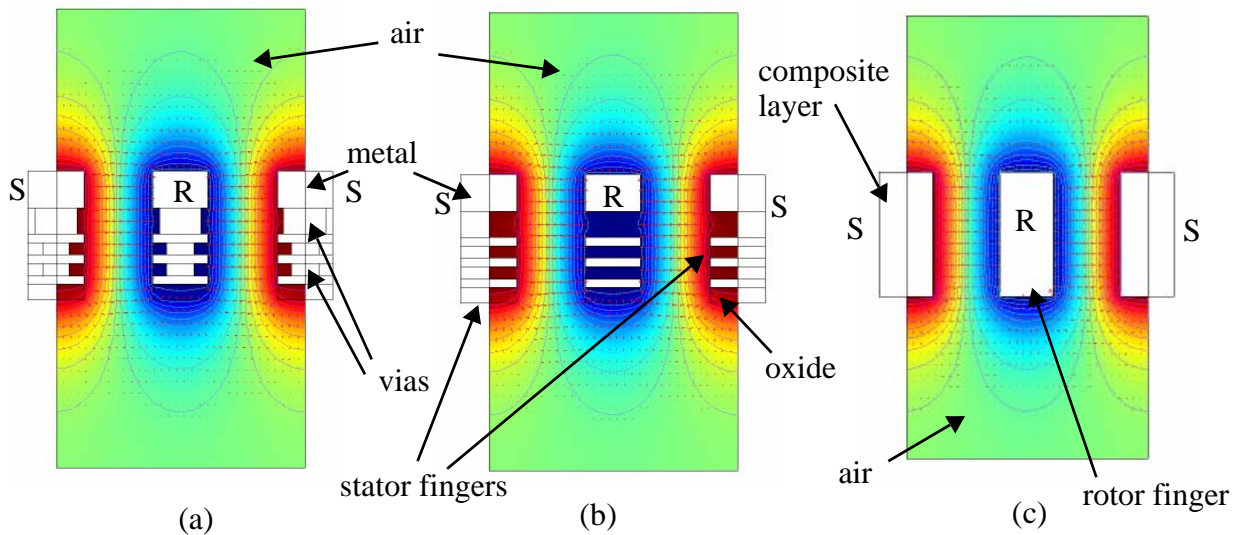 air
composite
layer
metal
S
R
S
S
R
S
R
S
vias
oxide
stator fingers
air
rotor finger
(a)
(b)
(c)